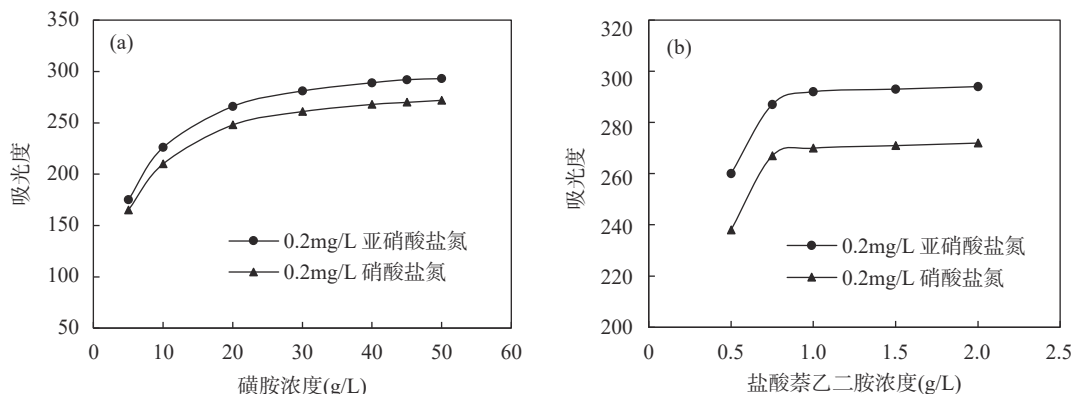 350
300
250
200
150
100
50
(a)
吸光度
0.2mg/L 亚硝酸盐氮
0.2mg/L 硝酸盐氮
0 10 20 30 40 50 60
磺胺浓度(g/L)
320
300
280
260
240
220
200
(b)
吸光度
0.2mg/L 亚硝酸盐氮
0.2mg/L 硝酸盐氮
0 0.5 1.0 1.5 2.0 2.5
盐酸萘乙二胺浓度(g/L)